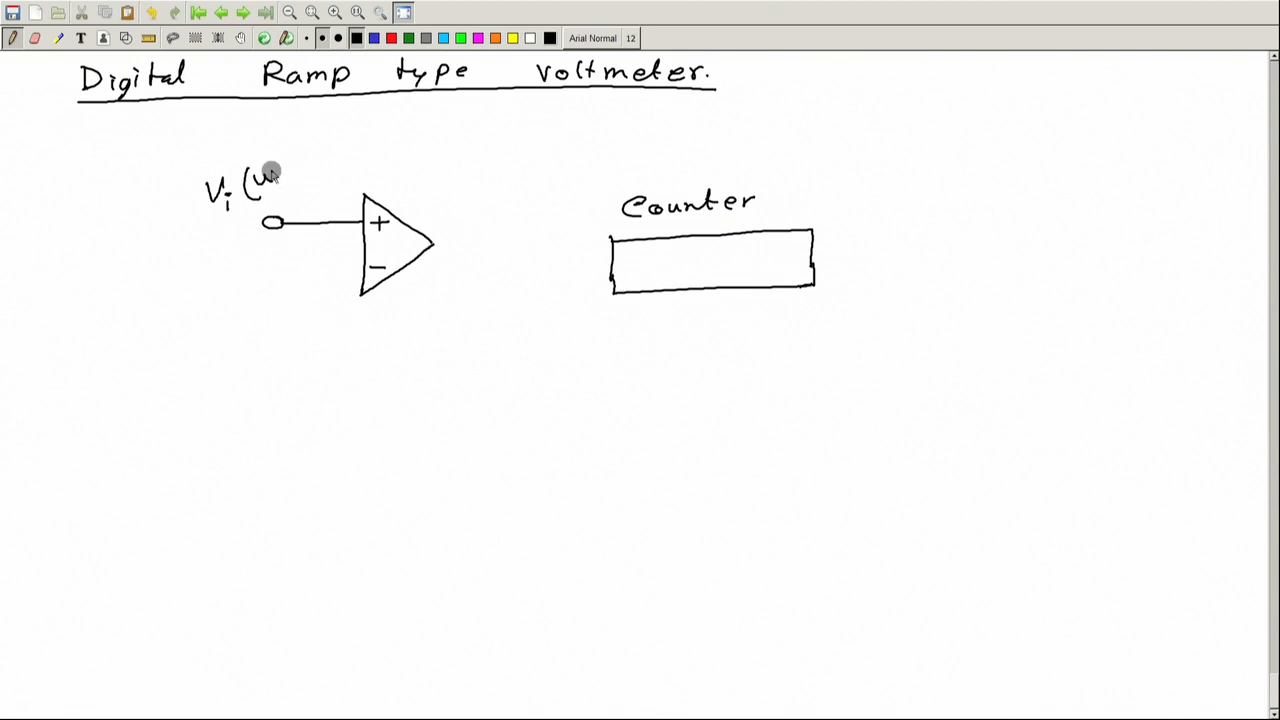 Arial Normal 12
Digital Ramp type voltmeter.
Vi (u
Counter
+
−